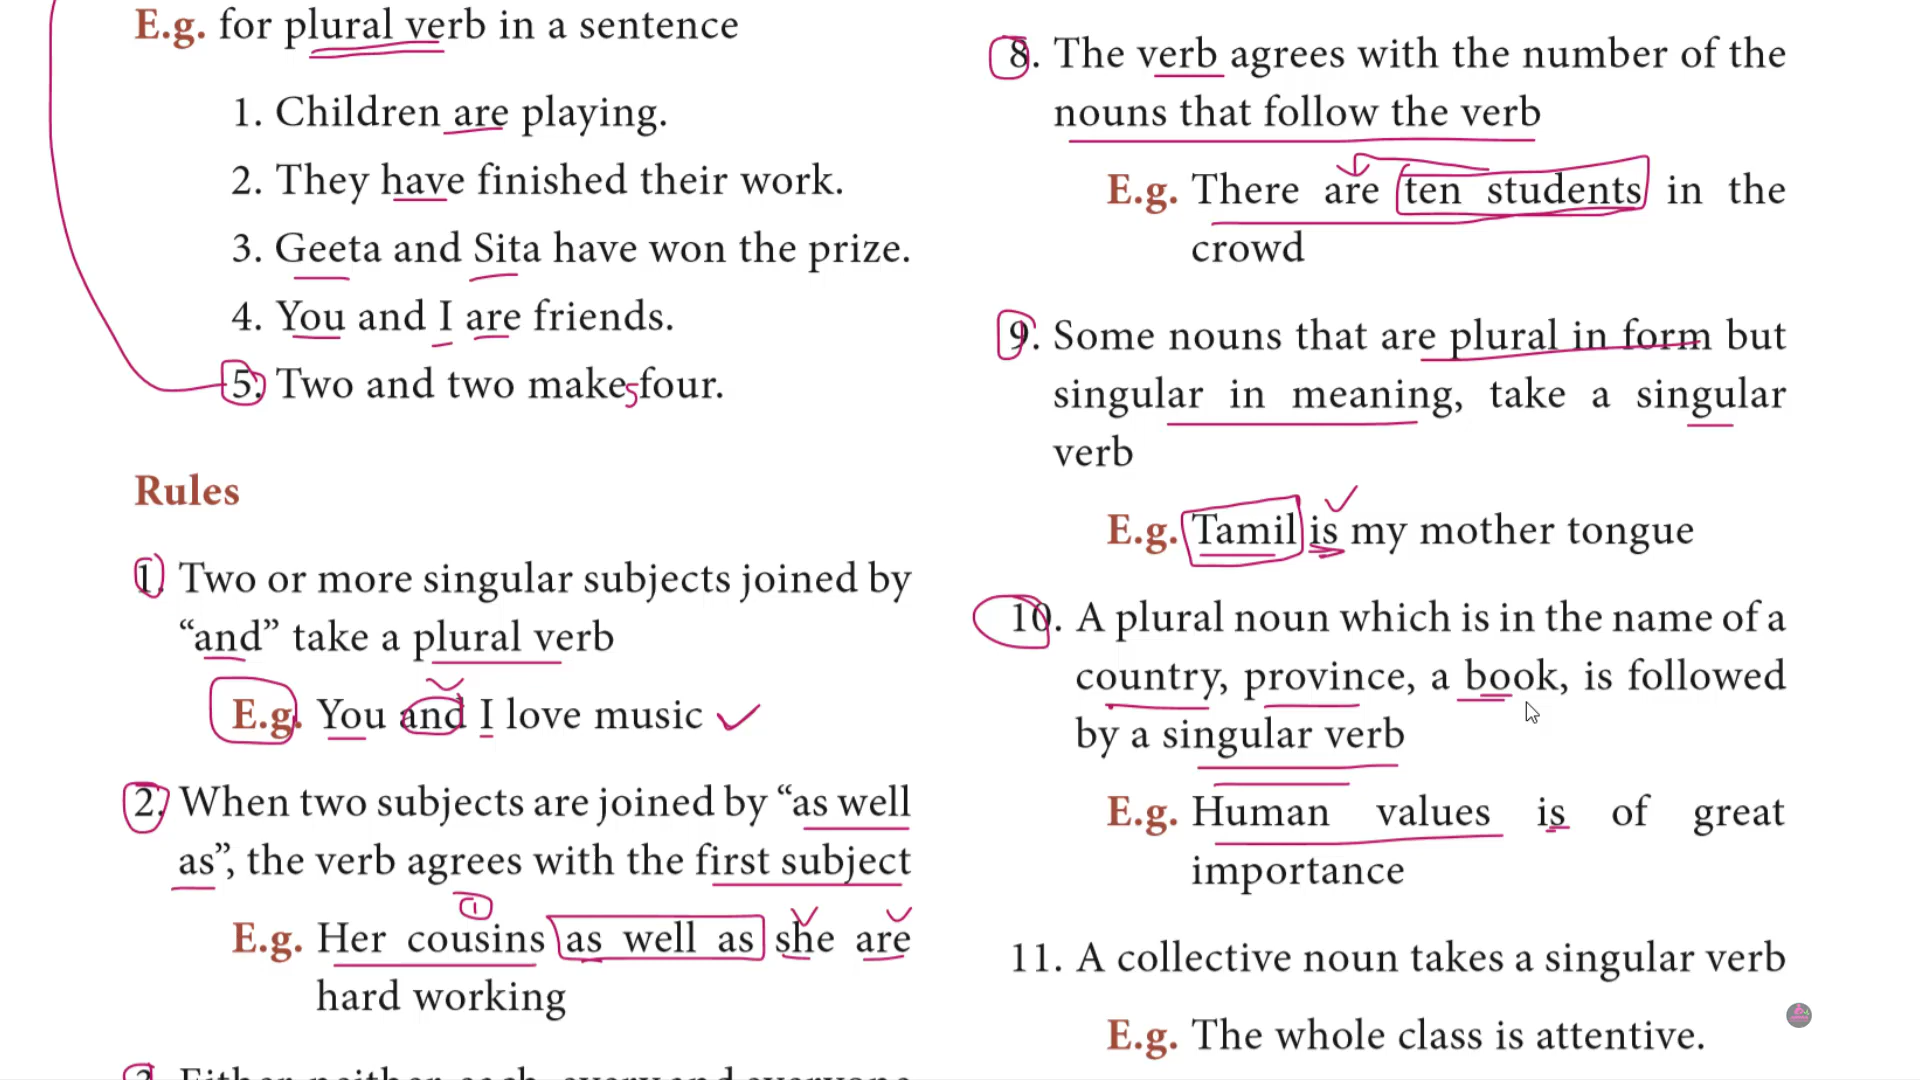 E.g. for plural verb in a sentence
1. Children are playing.
2. They have finished their work.
3. Geeta and Sita have won the prize.
4. You and I are friends.
5. Two and two makesfour.
Rules
1. Two or more singular subjects joined by
“and” take a plural verb
E.g. You and I love music
2. When two subjects are joined by “as well
as”, the verb agrees with the first subject
1
E.g. Her cousins as well as she are
hard working
8. The verb agrees with the number of the
nouns that follow the verb
E.g. There are ten students in the
crowd
9. Some nouns that are plural in form but
singular in meaning, take a singular
verb
E.g. Tamil is my mother tongue
10. A plural noun which is in the name of a
country, province, a book, is followed
by a singular verb
E.g. Human values is of great
importance
11. A collective noun takes a singular verb
E.g. The whole class is attentive.